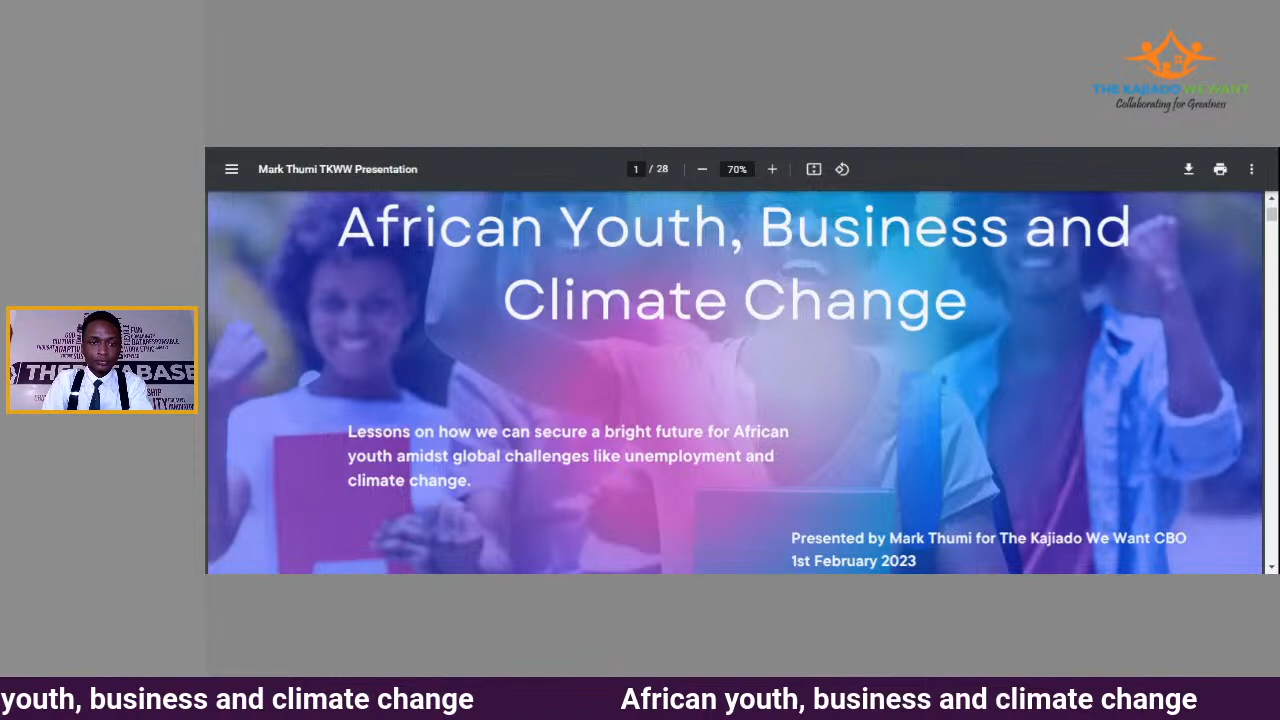 THE KAJIADO WE WANT
Collaborating for Greatness
Mark Thumi TKWW Presentation
1 / 28
70%
African Youth, Business and
Climate Change
THE DATABASE
Lessons on how we can secure a bright future for African
youth amidst global challenges like unemployment and
climate change.
Presented by Mark Thumi for The Kajiado We Want CBO
1st February 2023
youth, business and climate change
African youth, business and climate change